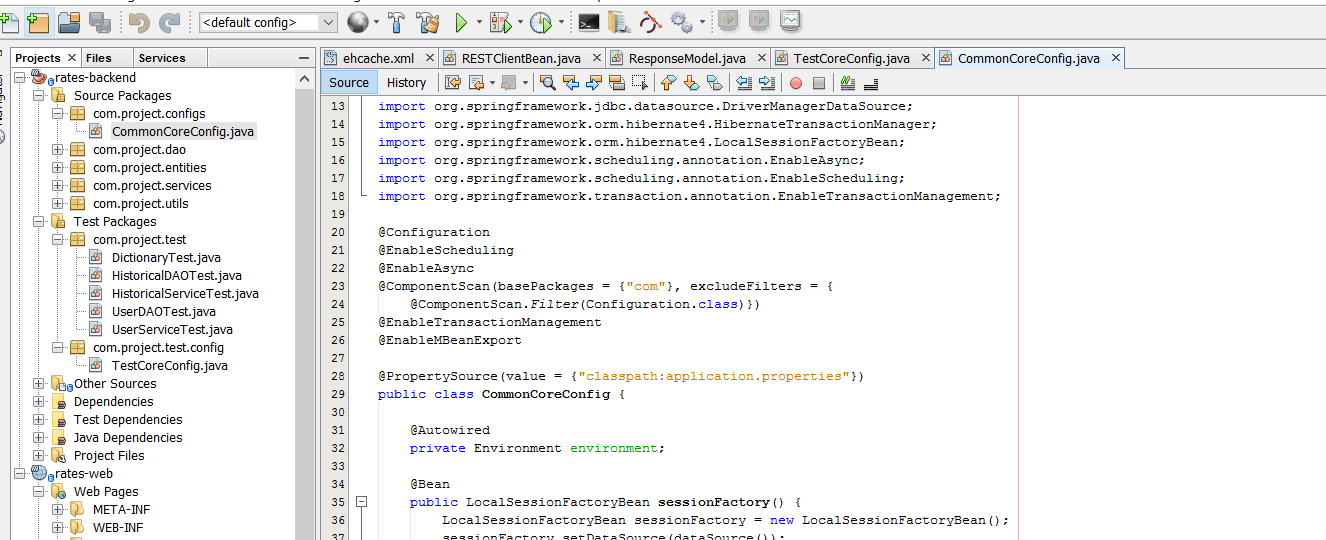 <default config>
Projects
Files
Services
ehcache.xml
RESTClientBean.java
ResponseModel.java
TestCoreConfig.java
CommonCoreConfig.java
Source
History
rates-backend
Source Packages
com.project.configs
CommonCoreConfig.java
com.project.dao
com.project.entities
com.project.services
com.project.utils
Test Packages
com.project.test
DictionaryTest.java
HistoricalDAOTest.java
HistoricalServiceTest.java
UserDAOTest.java
UserServiceTest.java
com.project.test.config
TestCoreConfig.java
Other Sources
Dependencies
Test Dependencies
Java Dependencies
Project Files
rates-web
Web Pages
META-INF
WEB-INF
13 import org.springframework.jdbc.datasource.DriverManagerDataSource;
14 import org.springframework.orm.hibernate4.HibernateTransactionManager;
15 import org.springframework.orm.hibernate4.LocalSessionFactoryBean;
16 import org.springframework.scheduling.annotation.EnableAsync;
17 import org.springframework.scheduling.annotation.EnableScheduling;
18 import org.springframework.transaction.annotation.EnableTransactionManagement;
19
20 @Configuration
21 @EnableScheduling
22 @EnableAsync
23 @ComponentScan(basePackages = {"com"}, excludeFilters = {
24 @ComponentScan.Filter(Configuration.class)})
25 @EnableTransactionManagement
26 @EnableMBeanExport
27
28 @PropertySource(value = {"classpath:application.properties"})
29 public class CommonCoreConfig {
30
31 @Autowired
32 private Environment environment;
33
34 @Bean
35 public LocalSessionFactoryBean sessionFactory() {
36 LocalSessionFactoryBean sessionFactory = new LocalSessionFactoryBean();
37 sessionFactory.setDataSource(dataSource());